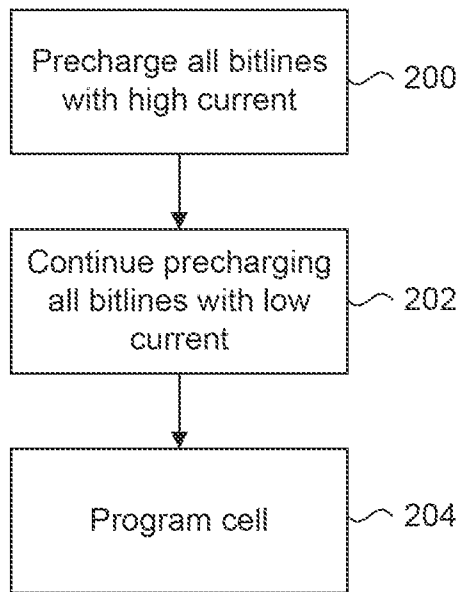 Precharge all bitlines
with high current
200
Continue precharging
all bitlines with low
current
202
Program cell
204